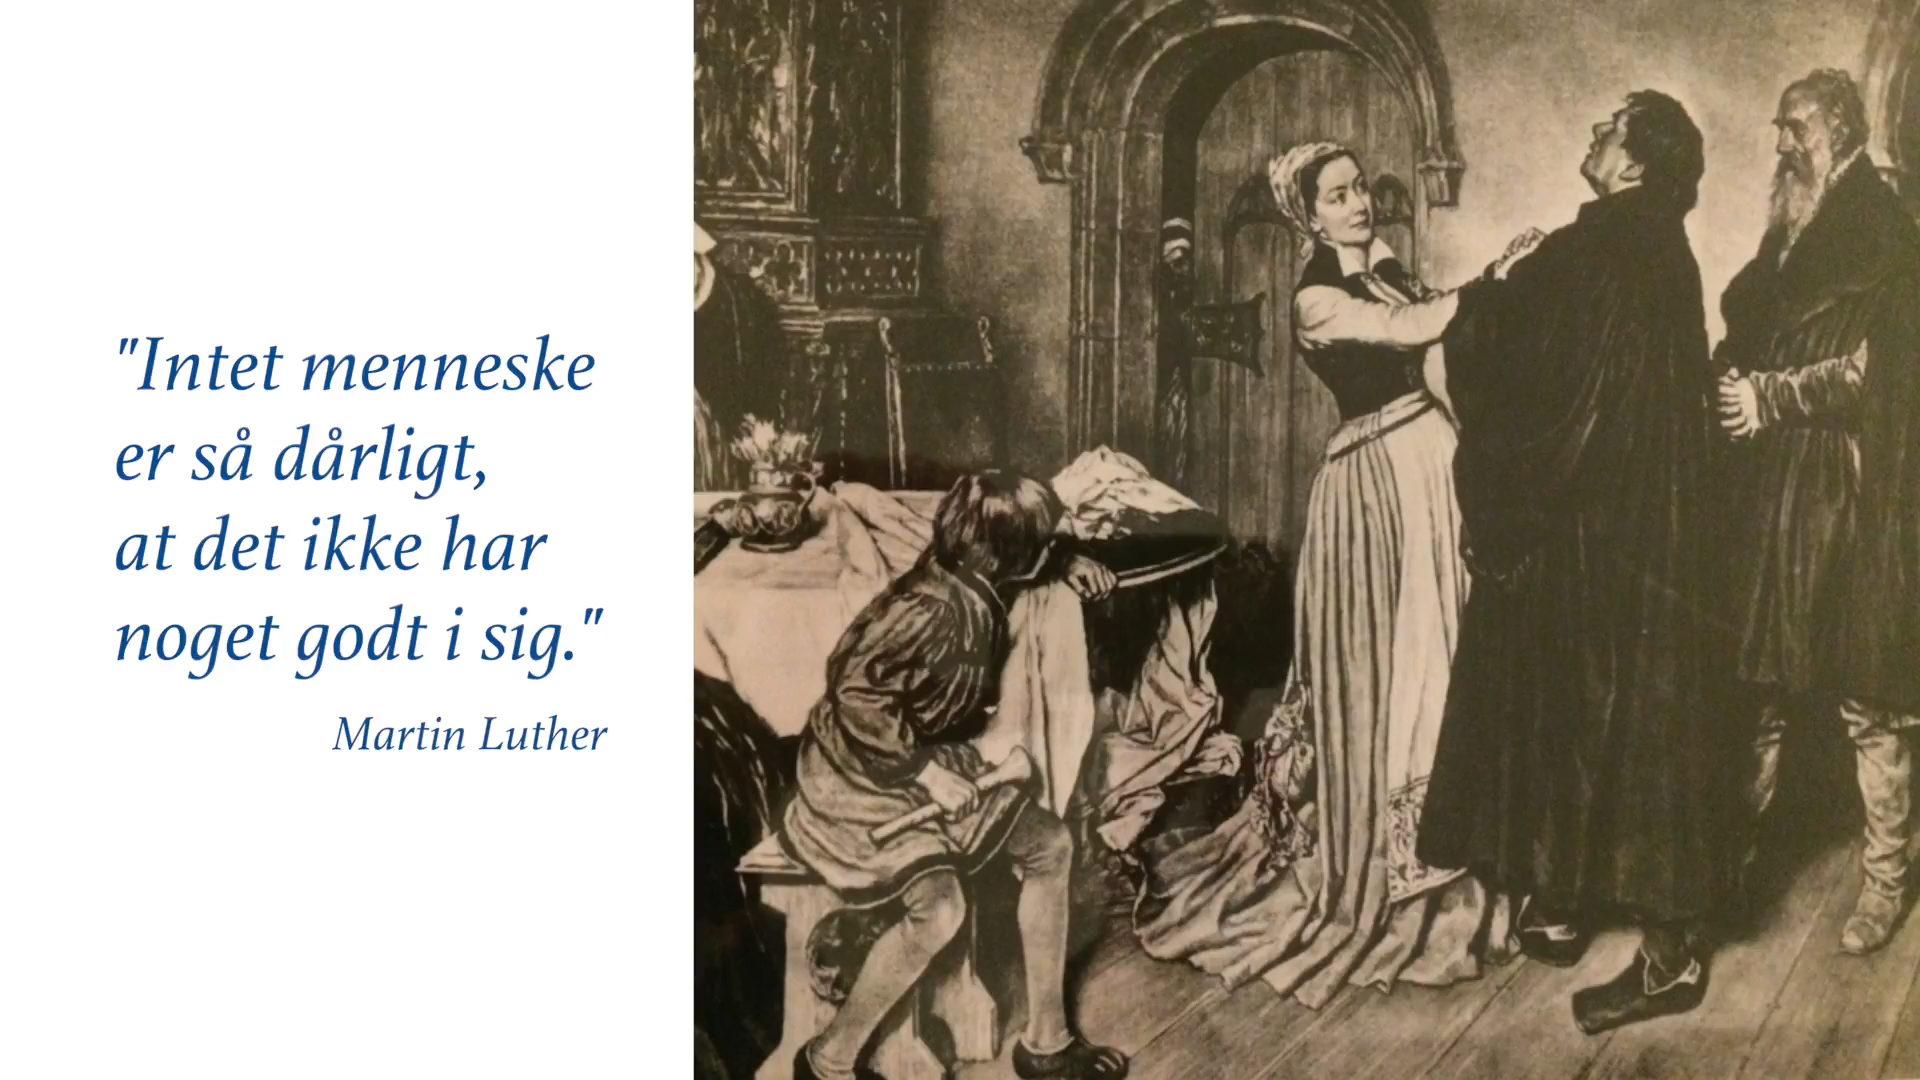 "Intet menneske
er så dårligt,
at det ikke har
noget godt i sig."
Martin Luther